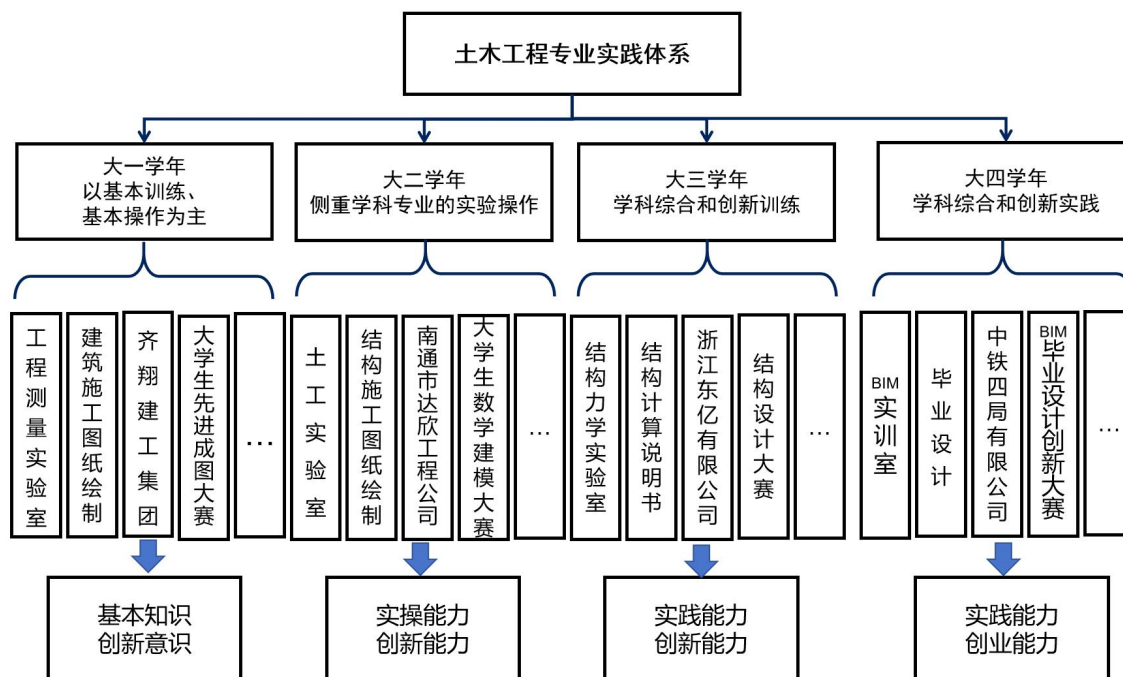 土木工程专业实践体系
大一学年
以基本训练、
基本操作为主
大二学年
侧重学科专业的实验操作
大三学年
学科综合和创新训练
大四学年
学科综合和创新实践
工程测量实验室
建筑施工图纸绘制
齐翔建工集团
大学生先进成图大赛
…
土工实验室
结构施工图纸绘制
南通市达欣工程公司
大学生数学建模大赛
…
结构力学实验室
结构计算说明书
浙江东亿有限公司
结构设计大赛
…
BIM实训室
毕业设计
中铁四局有限公司
BIM毕业设计创新大赛
…
基本知识
创新意识
实操能力
创新能力
实践能力
创新能力
实践能力
创业能力